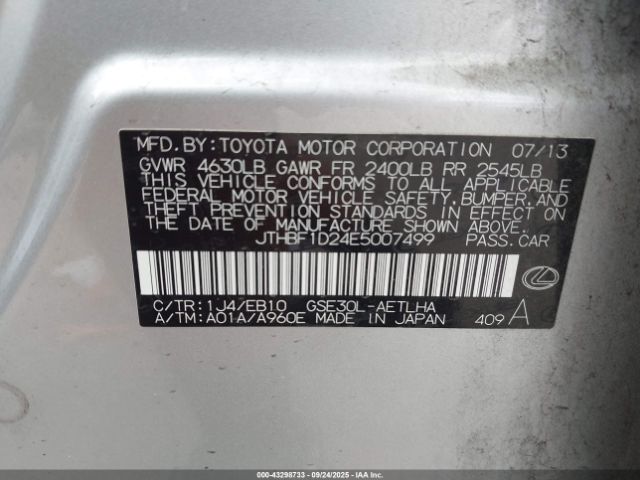 MFD. BY: TOYOTA MOTOR CORPORATION 07/13
GVWR 4630LB GAWR FR 2400LB RR 2545LB
THIS VEHICLE CONFORMS TO ALL APPLICABLE
FEDERAL MOTOR VEHICLE SAFETY, BUMPER, AND
THEFT PREVENTION STANDARDS IN EFFECT ON
THE DATE OF MANUFACTURE SHOWN ABOVE.
JTHBF1D24E5007499 PASS. CAR
C/TR: 1J4/EB10 GSE30L-AETLHA
A/TM: A01A/A960E MADE IN JAPAN 409 A
000-43298733 - 09/24/2025 - IAAI.COM